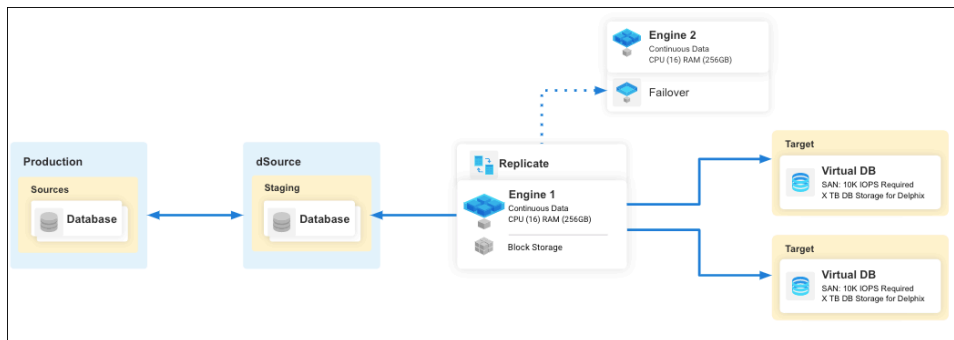 Engine 2
Continuous Data
CPU (16) RAM (256GB)
Failover
Production
Sources
Database
dSource
Staging
Database
Replicate
Engine 1
Continuous Data
CPU (16) RAM (256GB)
Block Storage
Target
Virtual DB
SAN: 10K IOPS Required
X TB DB Storage for Delphix
Target
Virtual DB
SAN: 10K IOPS Required
X TB DB Storage for Delphix